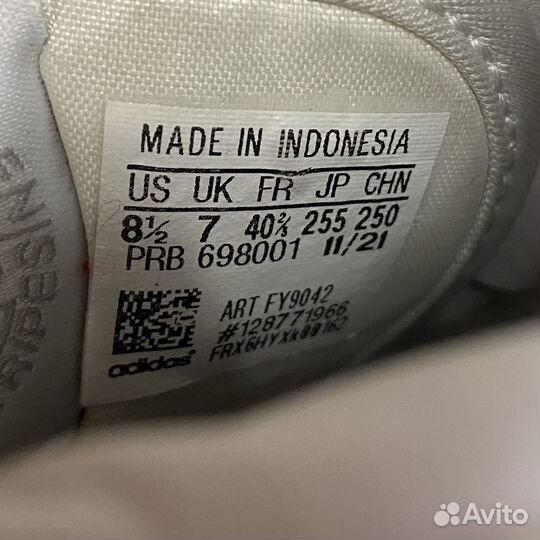 MADE IN INDONESIA
US UK FR JP CHN
8½ 7 40⅔ 255 250
PRB 698001 11/21
ART FY9042
#128771966
adidas
Avito